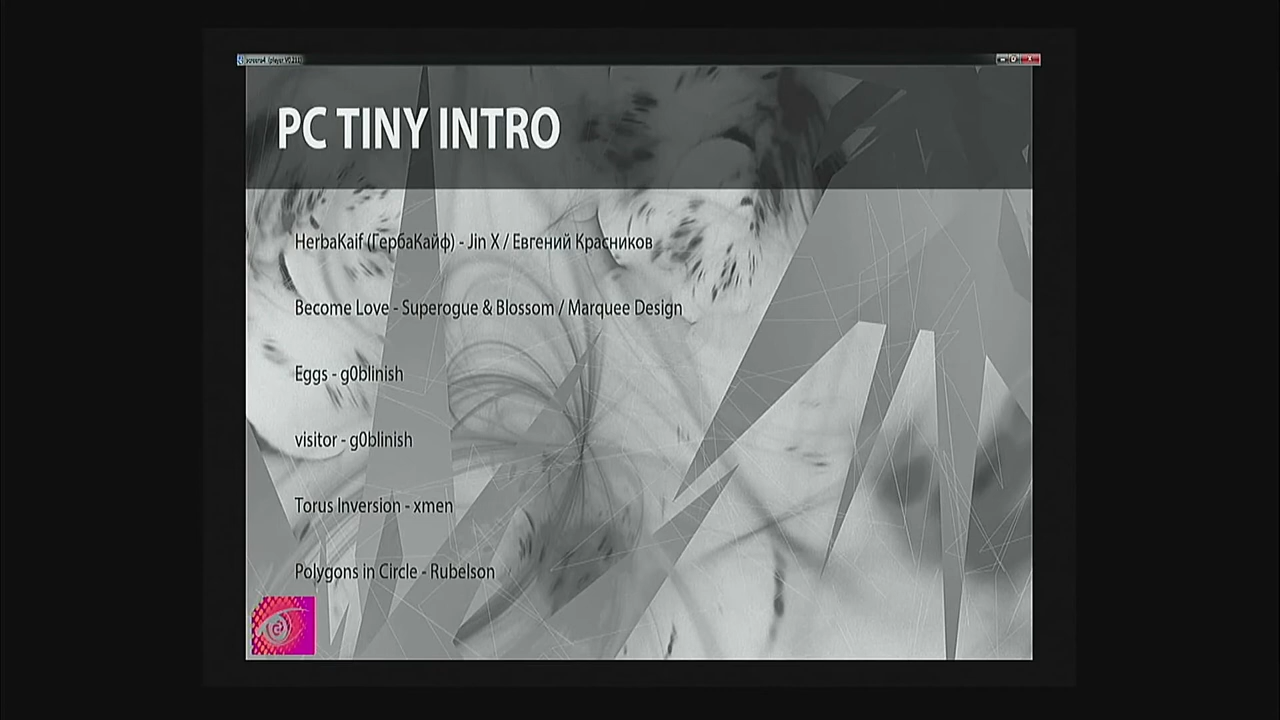 PC TINY INTRO
HerbaKaif (ГербаКайф) - Jin X / Евгений Красников
Become Love - Superogue & Blossom / Marquee Design
Eggs - g0blinish
visitor - g0blinish
Torus Inversion - xmen
Polygons in Circle - Rubelson